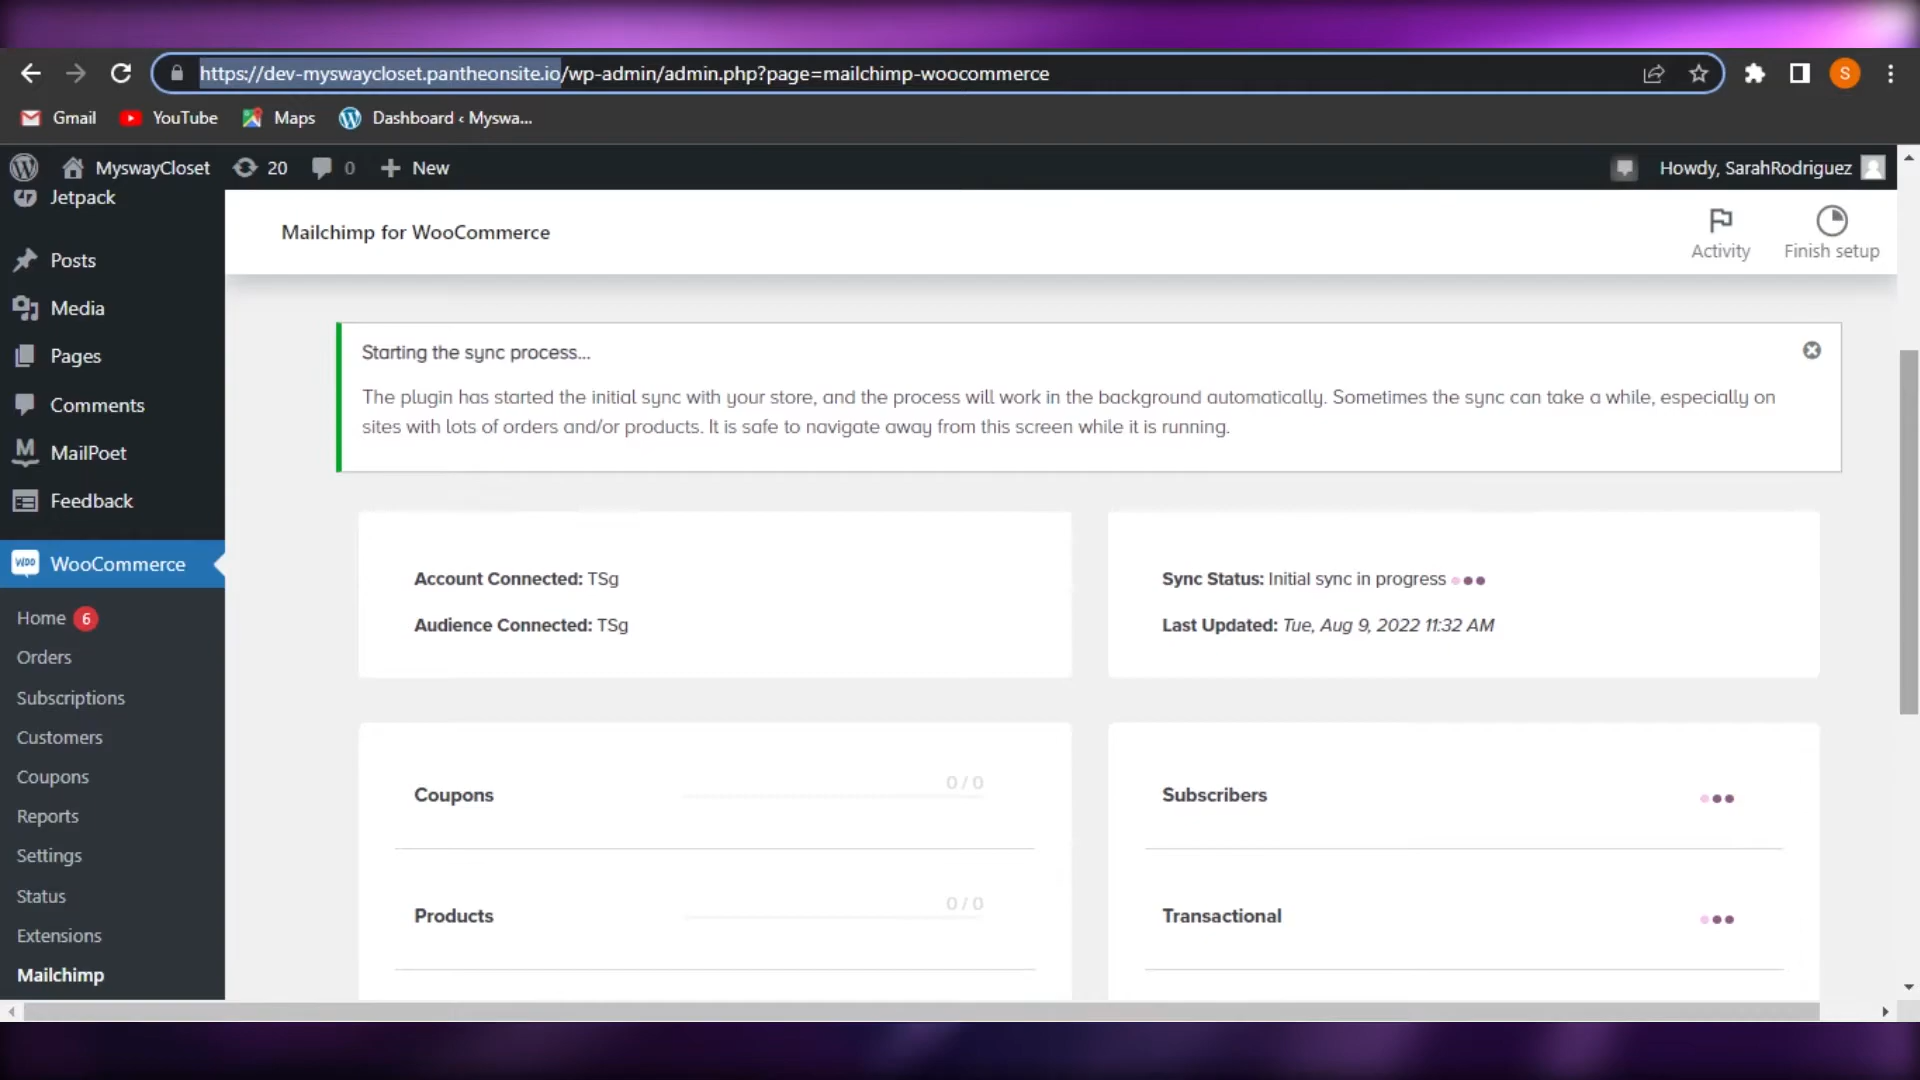 https://dev-myswaycloset.pantheonsite.io/wp-admin/admin.php?page=mailchimp-woocommerce
S
Gmail
YouTube
Maps
Dashboard ‹ Myswa...
MyswayCloset
20
0
New
Howdy, SarahRodriguez
Jetpack
Posts
Media
Pages
Comments
MailPoet
Feedback
WooCommerce
Home 6
Orders
Subscriptions
Customers
Coupons
Reports
Settings
Status
Extensions
Mailchimp
Mailchimp for WooCommerce
Activity
Finish setup
Starting the sync process...
The plugin has started the initial sync with your store, and the process will work in the background automatically. Sometimes the sync can take a while, especially on
sites with lots of orders and/or products. It is safe to navigate away from this screen while it is running.
Account Connected: TSg
Audience Connected: TSg
Sync Status: Initial sync in progress
Last Updated: Tue, Aug 9, 2022 11:32 AM
Coupons
0 / 0
Products
0 / 0
Subscribers
Transactional